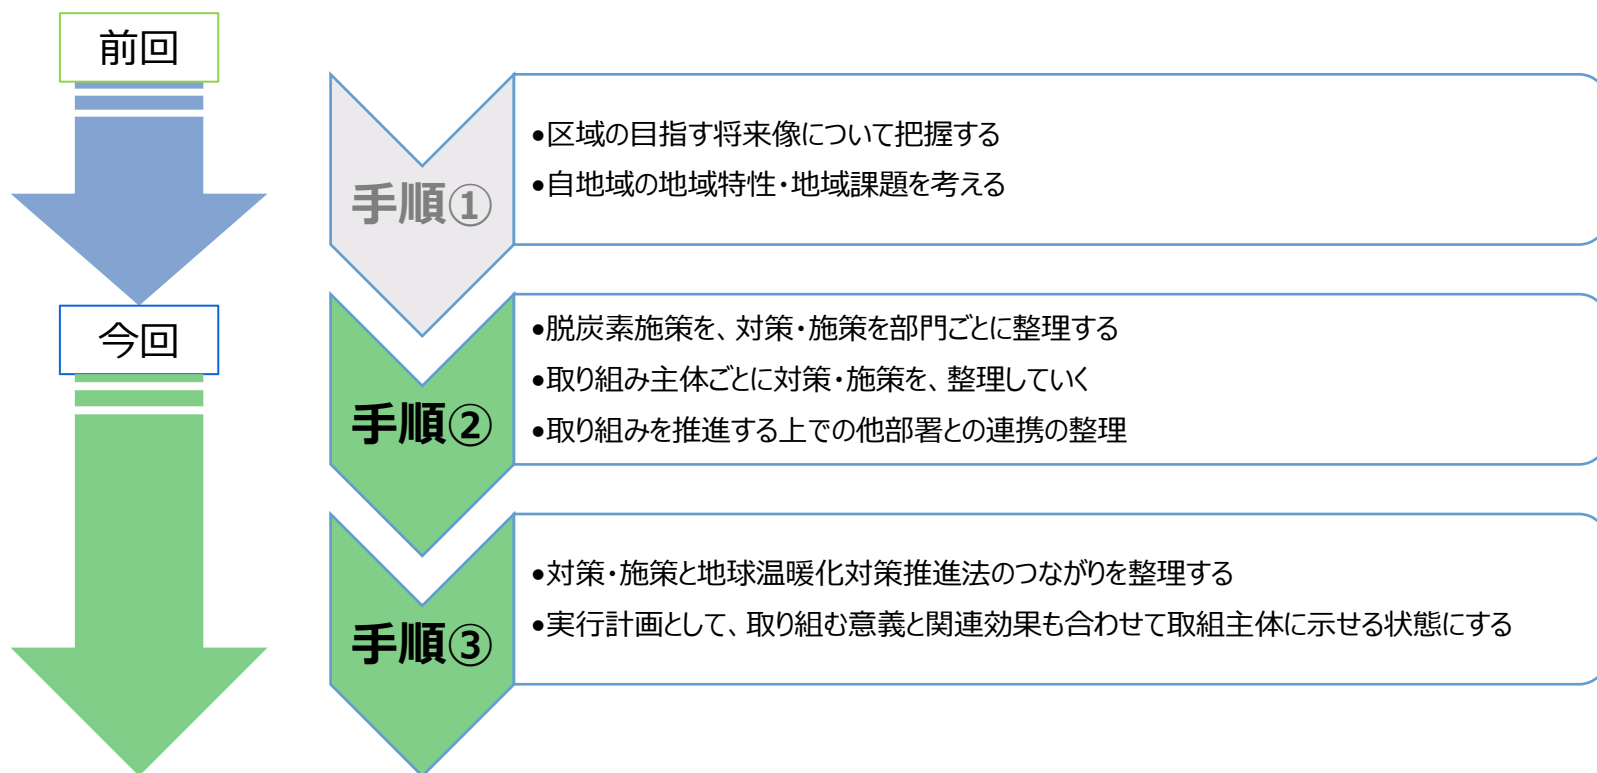 前回
手順①
•区域の目指す将来像について把握する
•自地域の地域特性・地域課題を考える
今回
手順②
•脱炭素施策を、対策・施策を部門ごとに整理する
•取り組み主体ごとに対策・施策を、整理していく
•取り組みを推進する上での他部署との連携の整理
手順③
•対策・施策と地球温暖化対策推進法のつながりを整理する
•実行計画として、取り組む意義と関連効果も合わせて取組主体に示せる状態にする